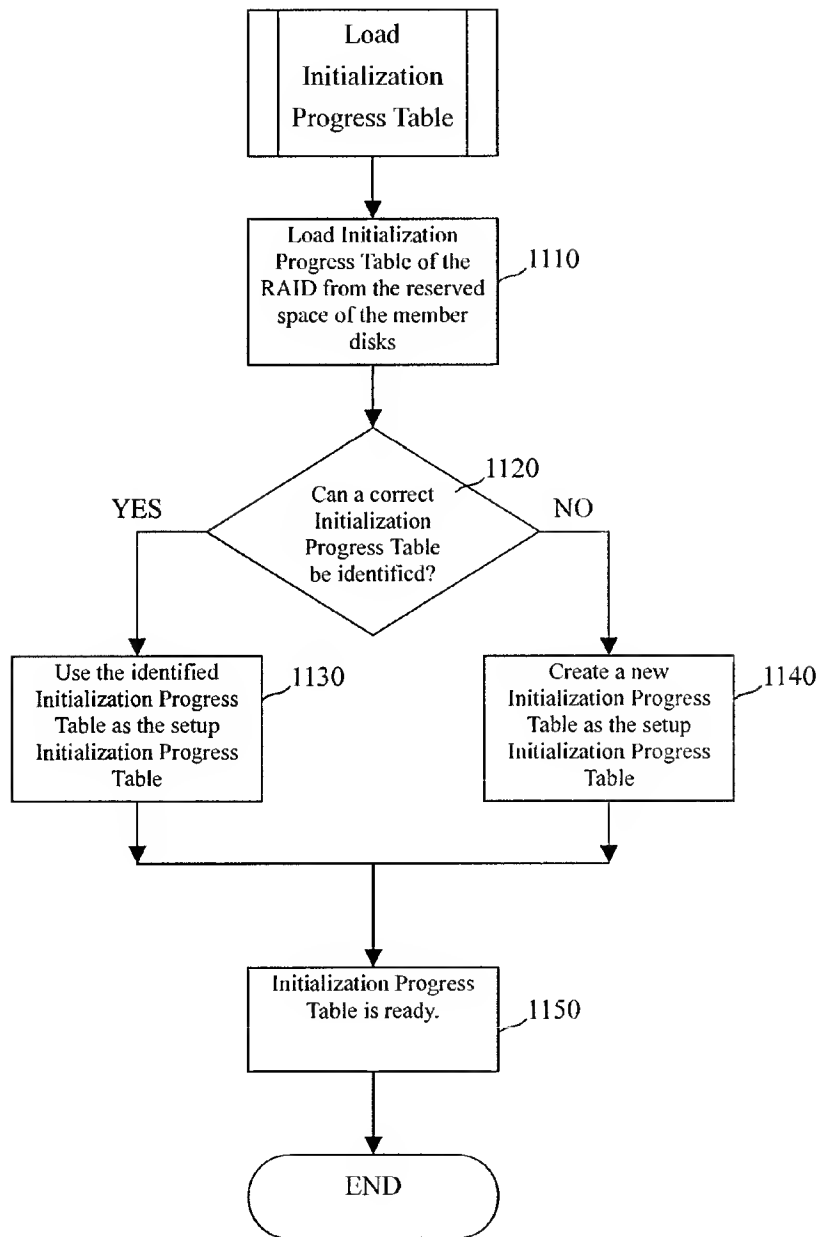 Load
Initialization
Progress Table
Load Initialization
Progress Table of the
RAID from the reserved
space of the member
disks
1110
1120
Can a correct
Initialization
Progress Table
be identified?
YES
NO
Use the identified
Initialization Progress
Table as the setup
Initialization Progress
Table
1130
Create a new
Initialization Progress
Table as the setup
Initialization Progress
Table
1140
Initialization Progress
Table is ready.
1150
END